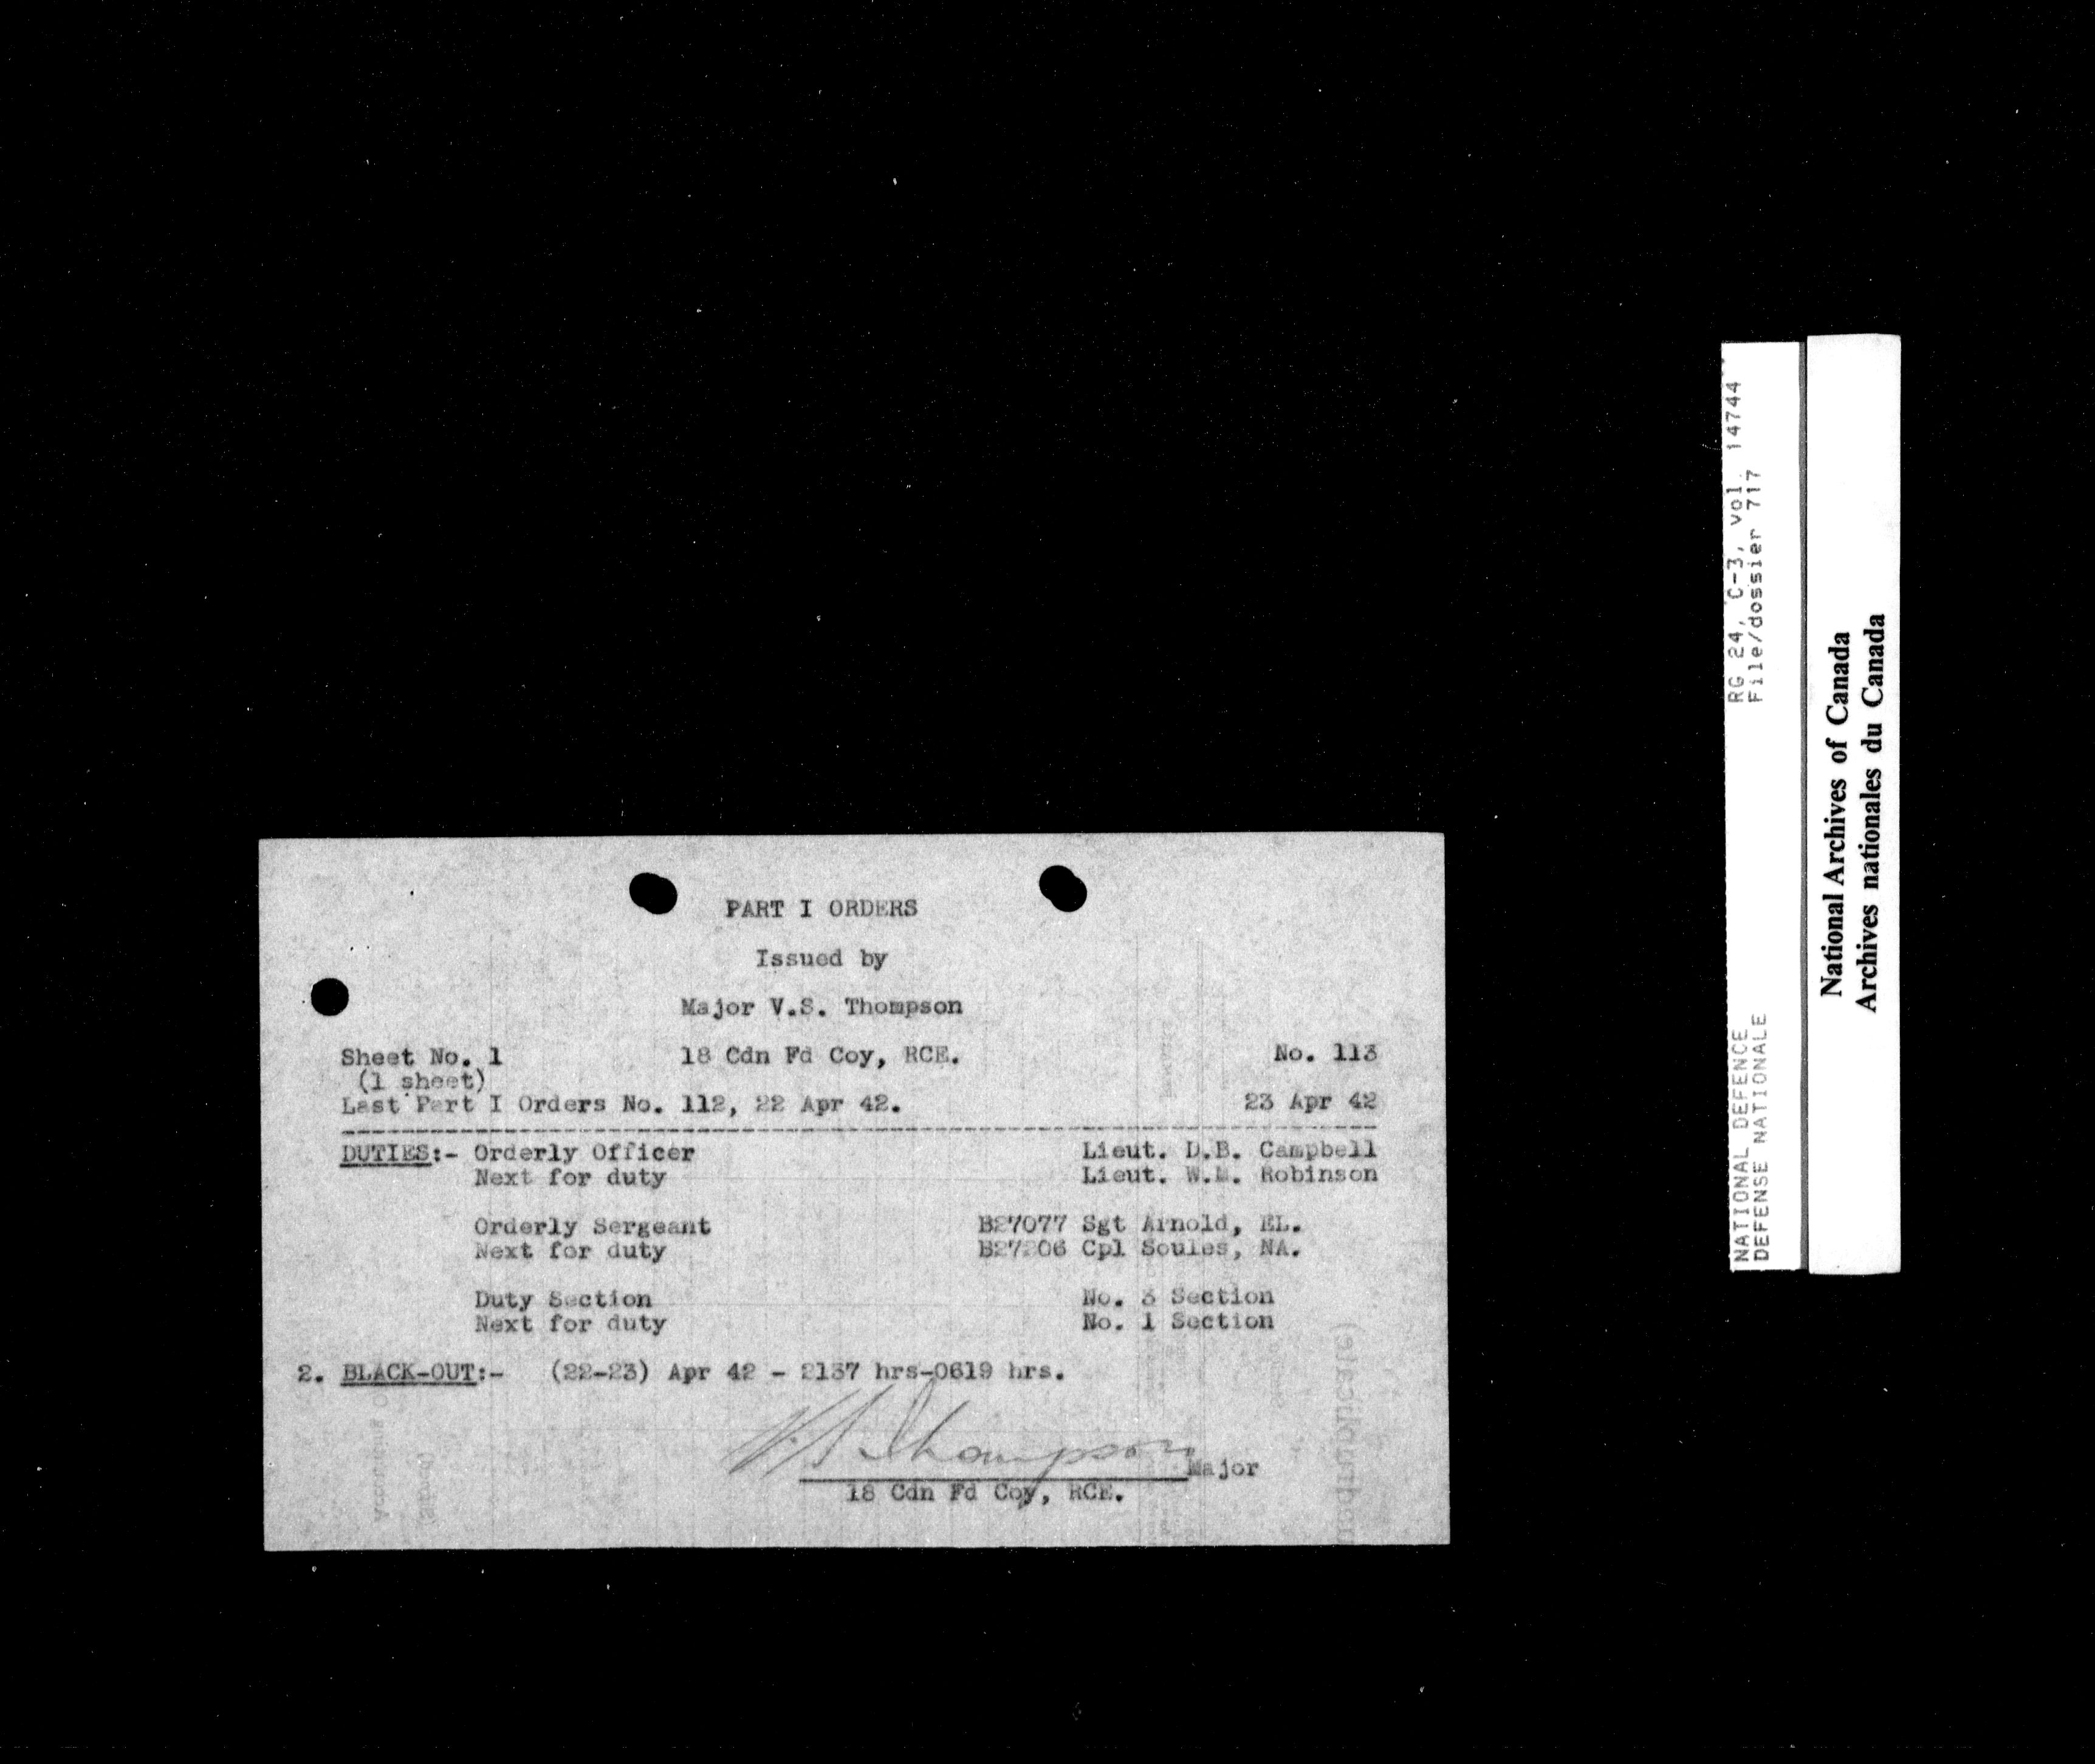 PART I ORDERS
Issued by
Major V.S. Thompson
Sheet No. 1 18 Cdn Fd Coy, RCE. No. 113
(1 sheet)
Last Part I Orders No. 112, 22 Apr 42. 23 Apr 42
DUTIES:- Orderly Officer Lieut. D.B. Campbell
Next for duty Lieut. Robinson
Orderly Sergeant B27077 Sgt Arnold, EL.
Next for duty Cpl Soules, NA.
Duty Section No. 3 Section
Next for duty No. 1 Section
2. BLACK-OUT:- (22-23) Apr 42 - 2137 hrs-0619 hrs.
V.S. Thompson Major
18 Cdn Fd Coy, RCE.
RG 24, C-3, vol. 14744
File/dossier 717
NATIONAL DEFENCE
DEFENSE NATIONALE
National Archives of Canada
Archives nationales du Canada